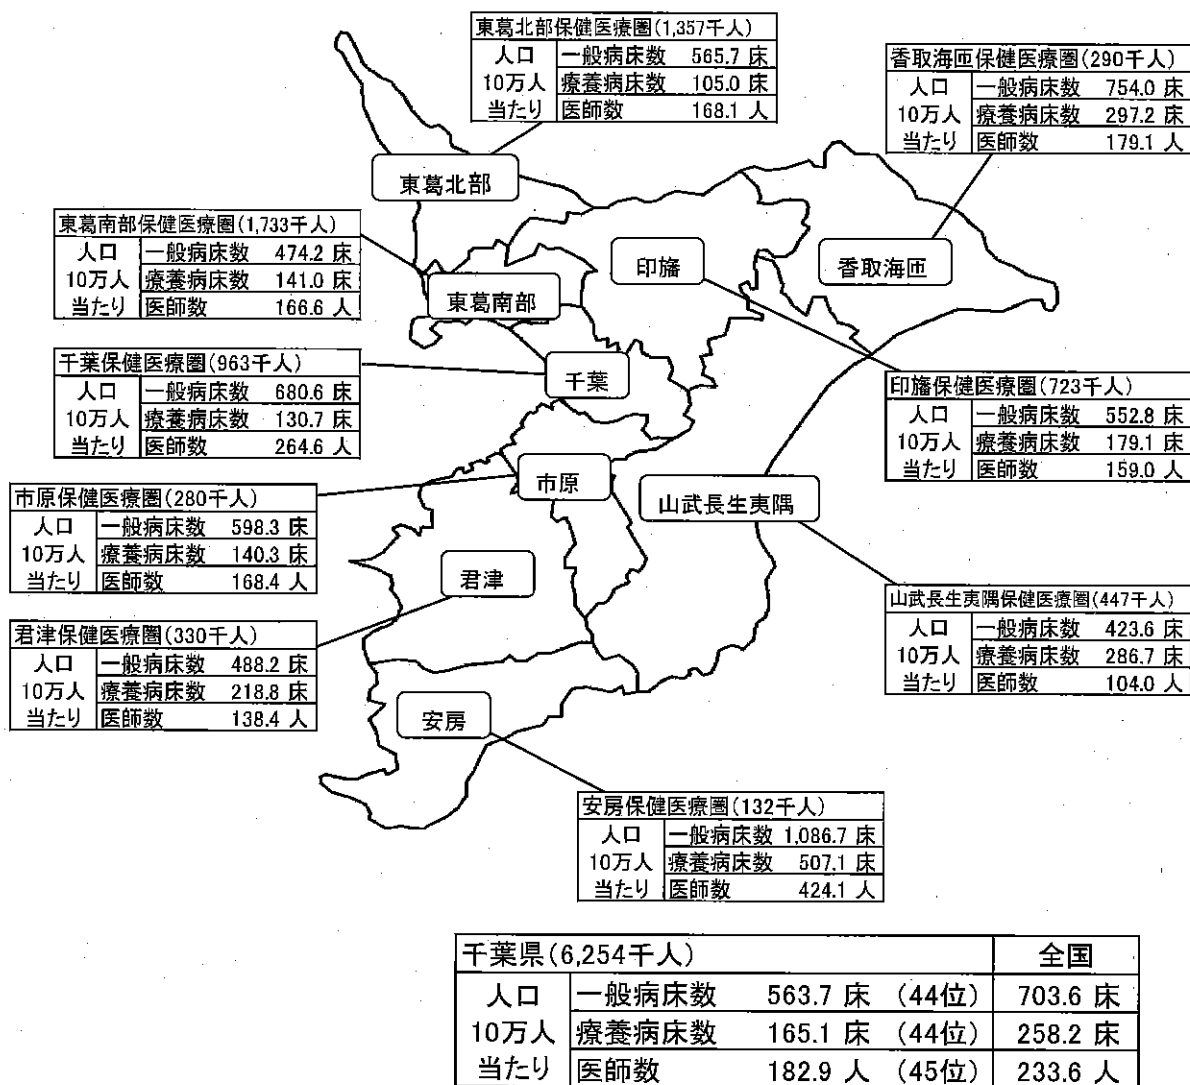 東葛北部保健医療圏(1,357千人)
人口 一般病床数 565.7 床
10万人 療養病床数 105.0 床
当たり 医師数 168.1 人
香取海匝保健医療圏(290千人)
人口 一般病床数 754.0 床
10万人 療養病床数 297.2 床
当たり 医師数 179.1 人
東葛北部
東葛南部保健医療圏(1,733千人)
人口 一般病床数 474.2 床
10万人 療養病床数 141.0 床
当たり 医師数 166.6 人
印旛
香取海匝
東葛南部
千葉保健医療圏(963千人)
人口 一般病床数 680.6 床
10万人 療養病床数 130.7 床
当たり 医師数 264.6 人
千葉
印旛保健医療圏(723千人)
人口 一般病床数 552.8 床
10万人 療養病床数 179.1 床
当たり 医師数 159.0 人
市原保健医療圏(280千人)
人口 一般病床数 598.3 床
10万人 療養病床数 140.3 床
当たり 医師数 168.4 人
市原
山武長生夷隅
君津
山武長生夷隅保健医療圏(447千人)
人口 一般病床数 423.6 床
10万人 療養病床数 286.7 床
当たり 医師数 104.0 人
君津保健医療圏(330千人)
人口 一般病床数 488.2 床
10万人 療養病床数 218.8 床
当たり 医師数 138.4 人
安房
安房保健医療圏(132千人)
人口 一般病床数 1,086.7 床
10万人 療養病床数 507.1 床
当たり 医師数 424.1 人
千葉県(6,254千人) 全国
人口 一般病床数 563.7 床 (44位) 703.6 床
10万人 療養病床数 165.1 床 (44位) 258.2 床
当たり 医師数 182.9 人 (45位) 233.6 人